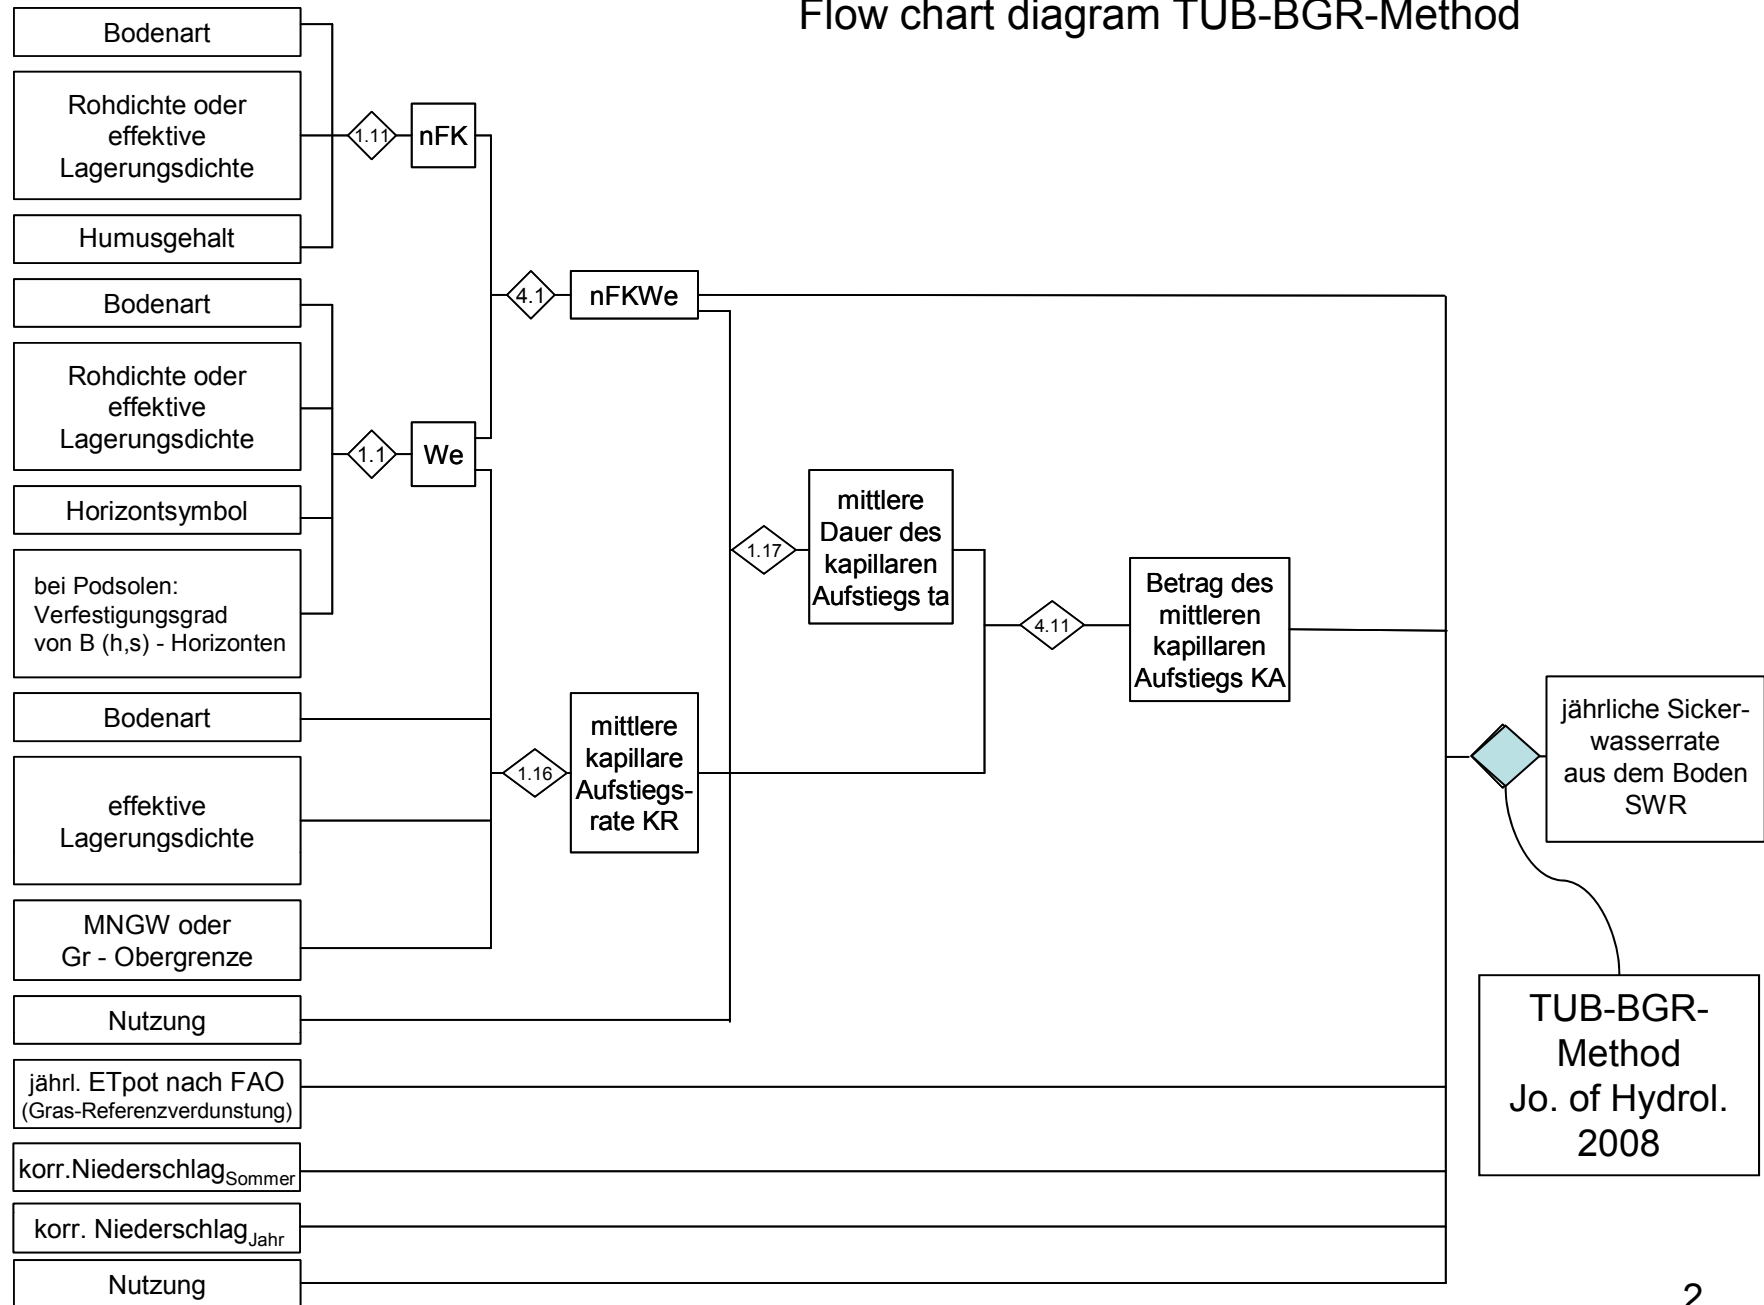 Flow chart diagram TUB-BGR-Method
Bodenart
Rohdichte oder
effektive
Lagerungsdichte
Humusgehalt
1.11
nFK
Bodenart
Rohdichte oder
effektive
Lagerungsdichte
Horizontsymbol
bei Podsolen:
Verfestigungsgrad
von B (h,s) - Horizonten
1.1
We
4.1
nFKWe
Bodenart
effektive
Lagerungsdichte
MNGW oder
Gr - Obergrenze
1.16
mittlere
kapillare
Aufstiegs-
rate KR
Nutzung
1.17
mittlere
Dauer des
kapillaren
Aufstiegs ta
4.11
Betrag des
mittleren
kapillaren
Aufstiegs KA
jährl. ETpot nach FAO
(Gras-Referenzverdunstung)
korr.Niederschlag Sommer
korr. Niederschlag Jahr
Nutzung
jährliche Sicker-
wasserrate
aus dem Boden
SWR
TUB-BGR-
Method
Jo. of Hydrol.
2008
2